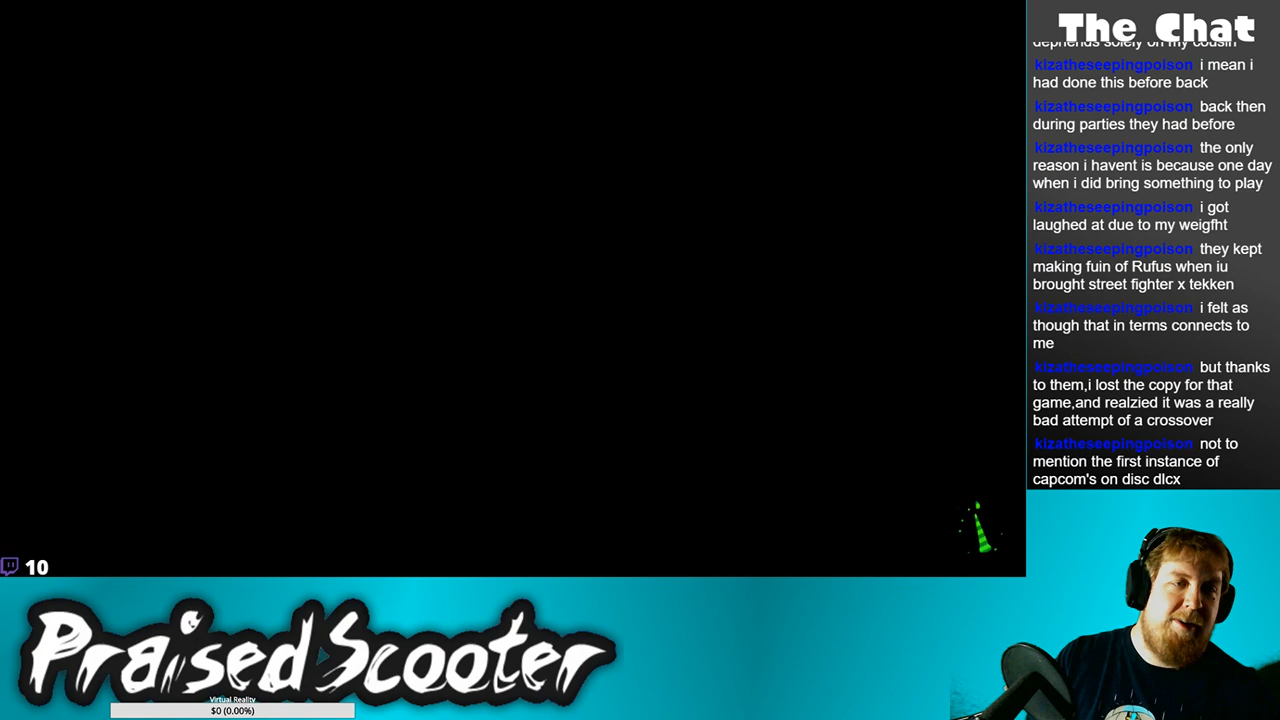 The Chat
dephends solely on my cousin
kizatheseepingpoison i mean i
had done this before back
kizatheseepingpoison back then
during parties they had before
kizatheseepingpoison the only
reason i havent is because one day
when i did bring something to play
kizatheseepingpoison i got
laughed at due to my weigfht
kizatheseepingpoison they kept
making fuin of Rufus when iu
brought street fighter x tekken
kizatheseepingpoison i felt as
though that in terms connects to
me
kizatheseepingpoison but thanks
to them,i lost the copy for that
game,and realzied it was a really
bad attempt of a crossover
kizatheseepingpoison not to
mention the first instance of
capcom's on disc dlcx
10
PraisedScooter
Virtual Reality
$0 (0.00%)